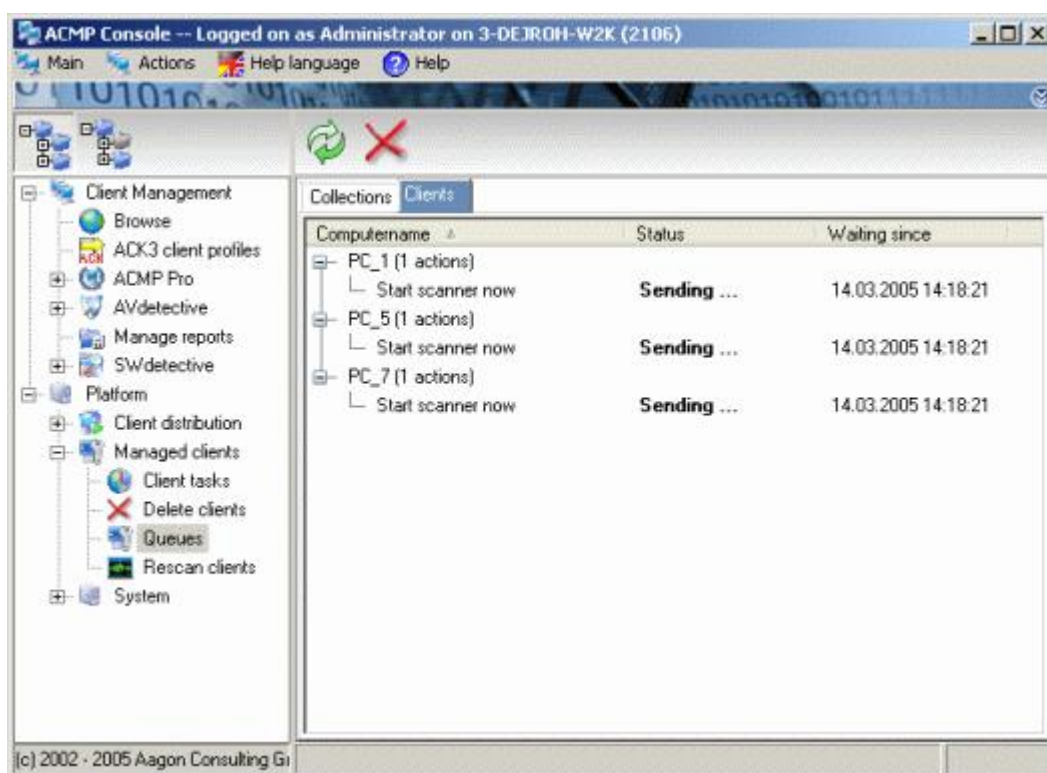 ACMP Console -- Logged on as Administrator on 3-DEJROH-W2K (2106)
Main Actions Help language Help
Client Management
Browse
ACK3 client profiles
ACMP Pro
AVdetective
Manage reports
SWdetective
Platform
Client distribution
Managed clients
Client tasks
Delete clients
Queues
Rescan clients
System
Collections Clients
Computername Status Waiting since
PC_1 (1 actions)
Start scanner now Sending ... 14.03.2005 14:18:21
PC_5 (1 actions)
Start scanner now Sending ... 14.03.2005 14:18:21
PC_7 (1 actions)
Start scanner now Sending ... 14.03.2005 14:18:21
(c) 2002 - 2005 Aagon Consulting G